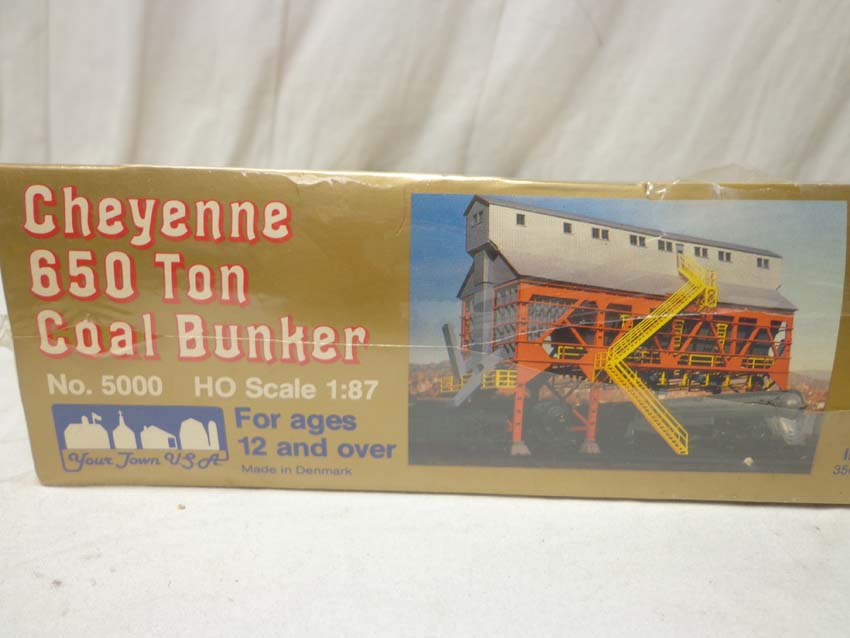 Cheyenne
650 Ton
Coal Bunker
No. 5000 HO Scale 1:87
Your Town U.S.A
For ages
12 and over
Made in Denmark